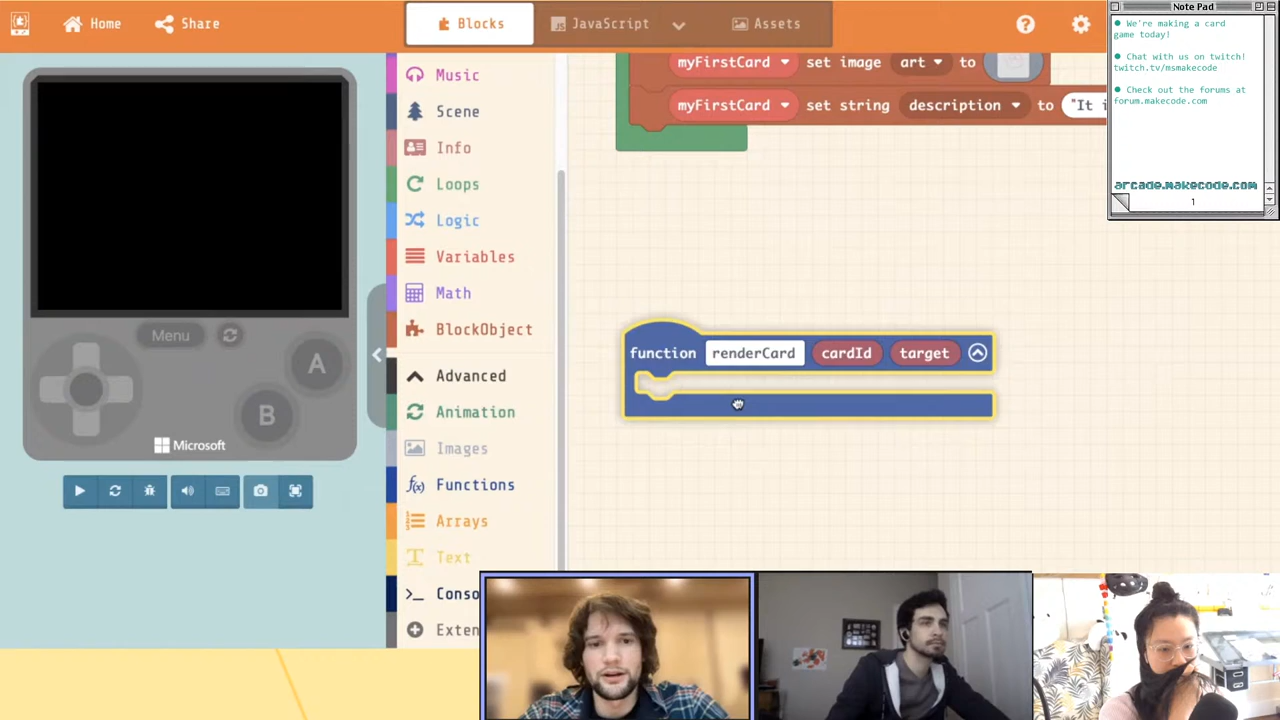 Home
Share
Blocks
JS JavaScript
Assets
?
Note Pad
● We're making a card
game today!
● Chat with us on twitch!
twitch.tv/msmakecode
● Check out the forums at
forum.makecode.com
arcade.makecode.com
1
Music
Scene
Info
Loops
Logic
Variables
Math
BlockObject
Advanced
Animation
Images
f(x) Functions
Arrays
T Text
>_ Conso
Exten
myFirstCard set image art to
myFirstCard set string description to "It i
function renderCard cardId target
Menu
A
B
Microsoft